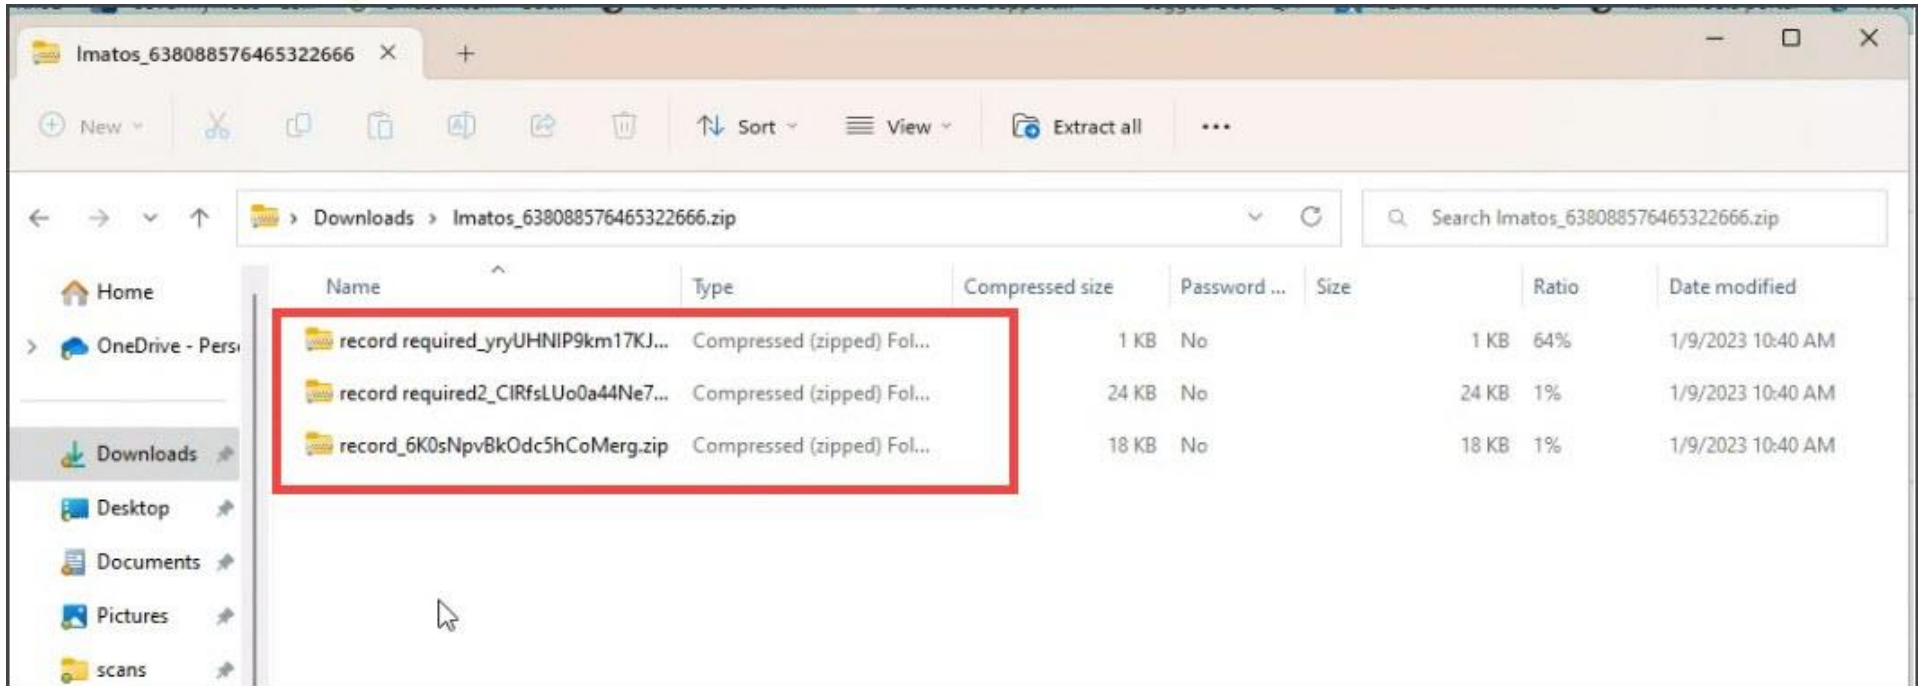 lmatos_638088576465322666
New
Sort
View
Extract all
Downloads > lmatos_638088576465322666.zip
Search lmatos_638088576465322666.zip
Name Type Compressed size Password ... Size Ratio Date modified
Home
record required_yryUHNIP9km17KJ... Compressed (zipped) Fol... 1 KB No 1 KB 64% 1/9/2023 10:40 AM
OneDrive - Pers
record required2_ClRfsLUo0a44Ne7... Compressed (zipped) Fol... 24 KB No 24 KB 1% 1/9/2023 10:40 AM
record_6K0sNpvBkOdc5hCoMerg.zip Compressed (zipped) Fol... 18 KB No 18 KB 1% 1/9/2023 10:40 AM
Downloads
Desktop
Documents
Pictures
scans